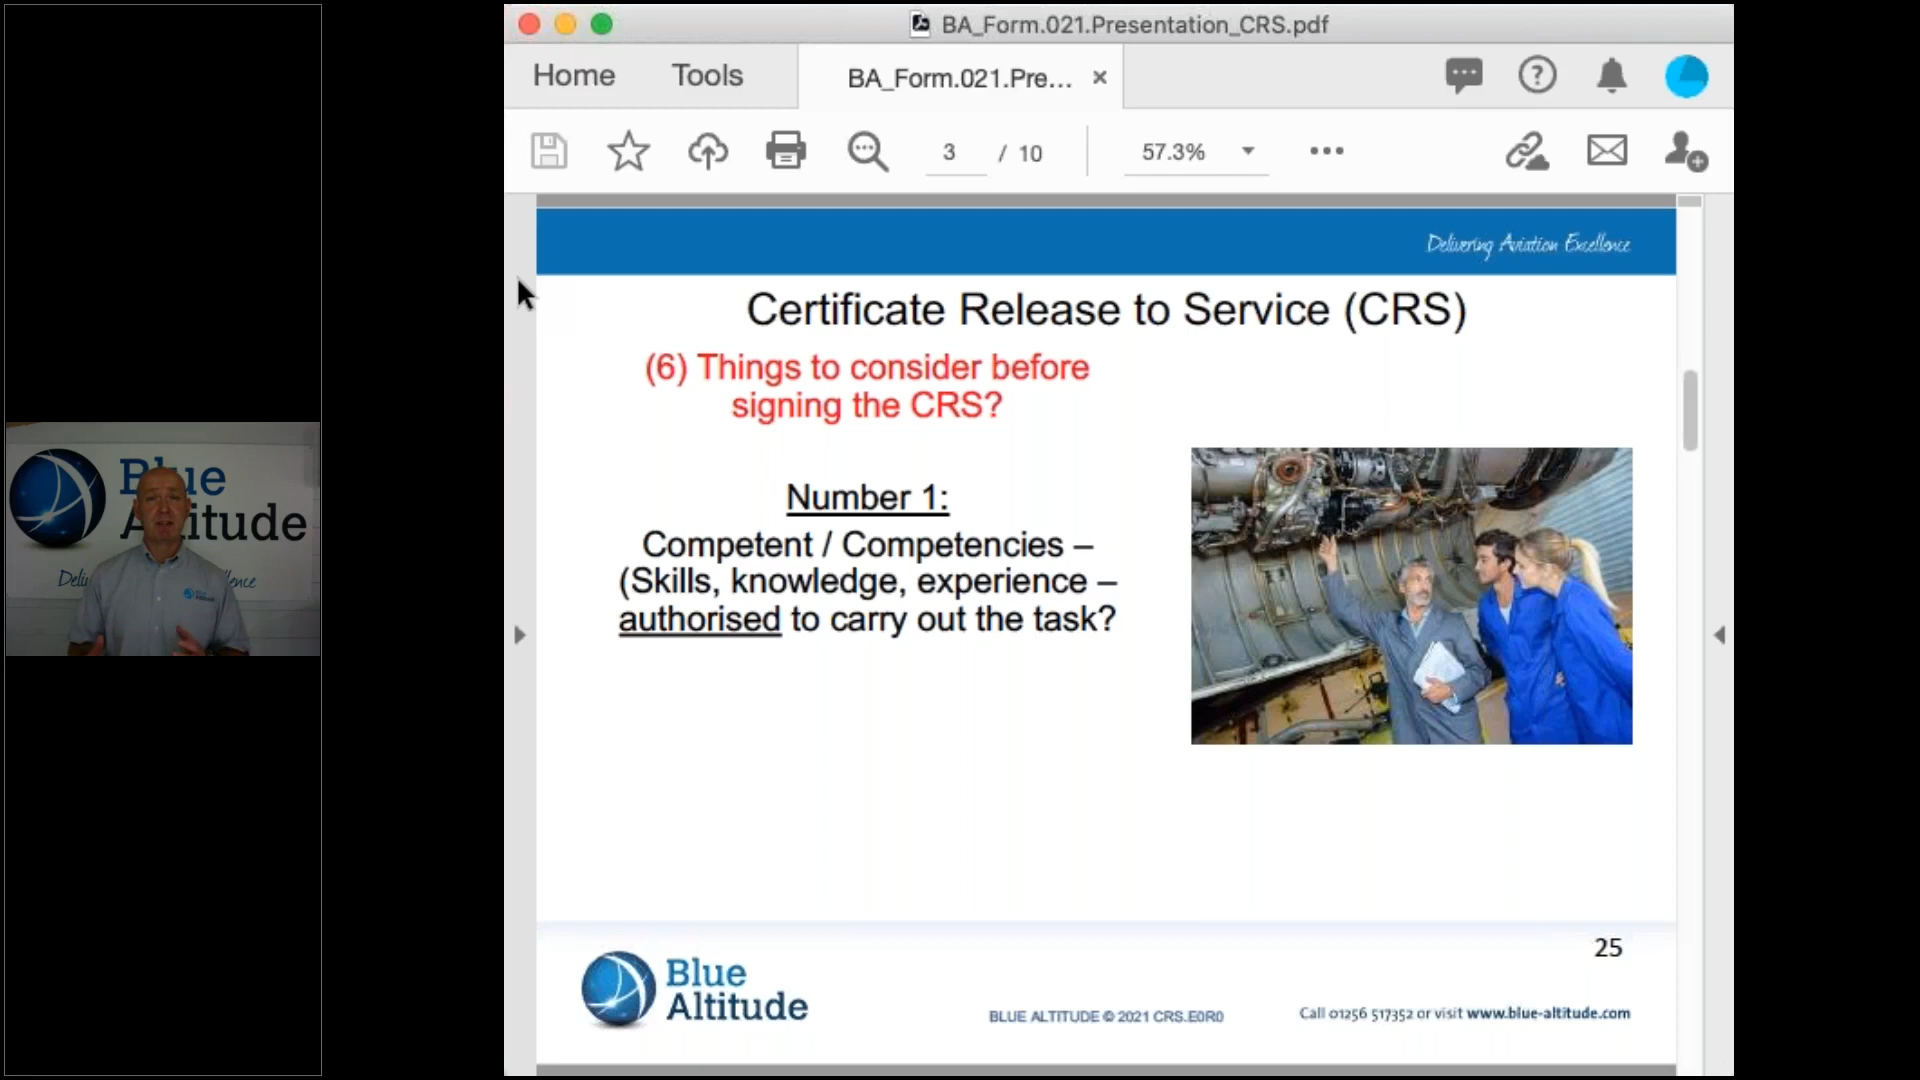 BA_Form.021.Presentation_CRS.pdf
Home
Tools
BA_Form.021.Pre...
3 / 10
57.3%
Delivering Aviation Excellence
Certificate Release to Service (CRS)
(6) Things to consider before
signing the CRS?
Number 1:
Competent / Competencies –
(Skills, knowledge, experience –
authorised to carry out the task?
25
Blue
Altitude
BLUE ALTITUDE © 2021 CRS.E0R0
Call 01256 517352 or visit www.blue-altitude.com
Blue
Altitude